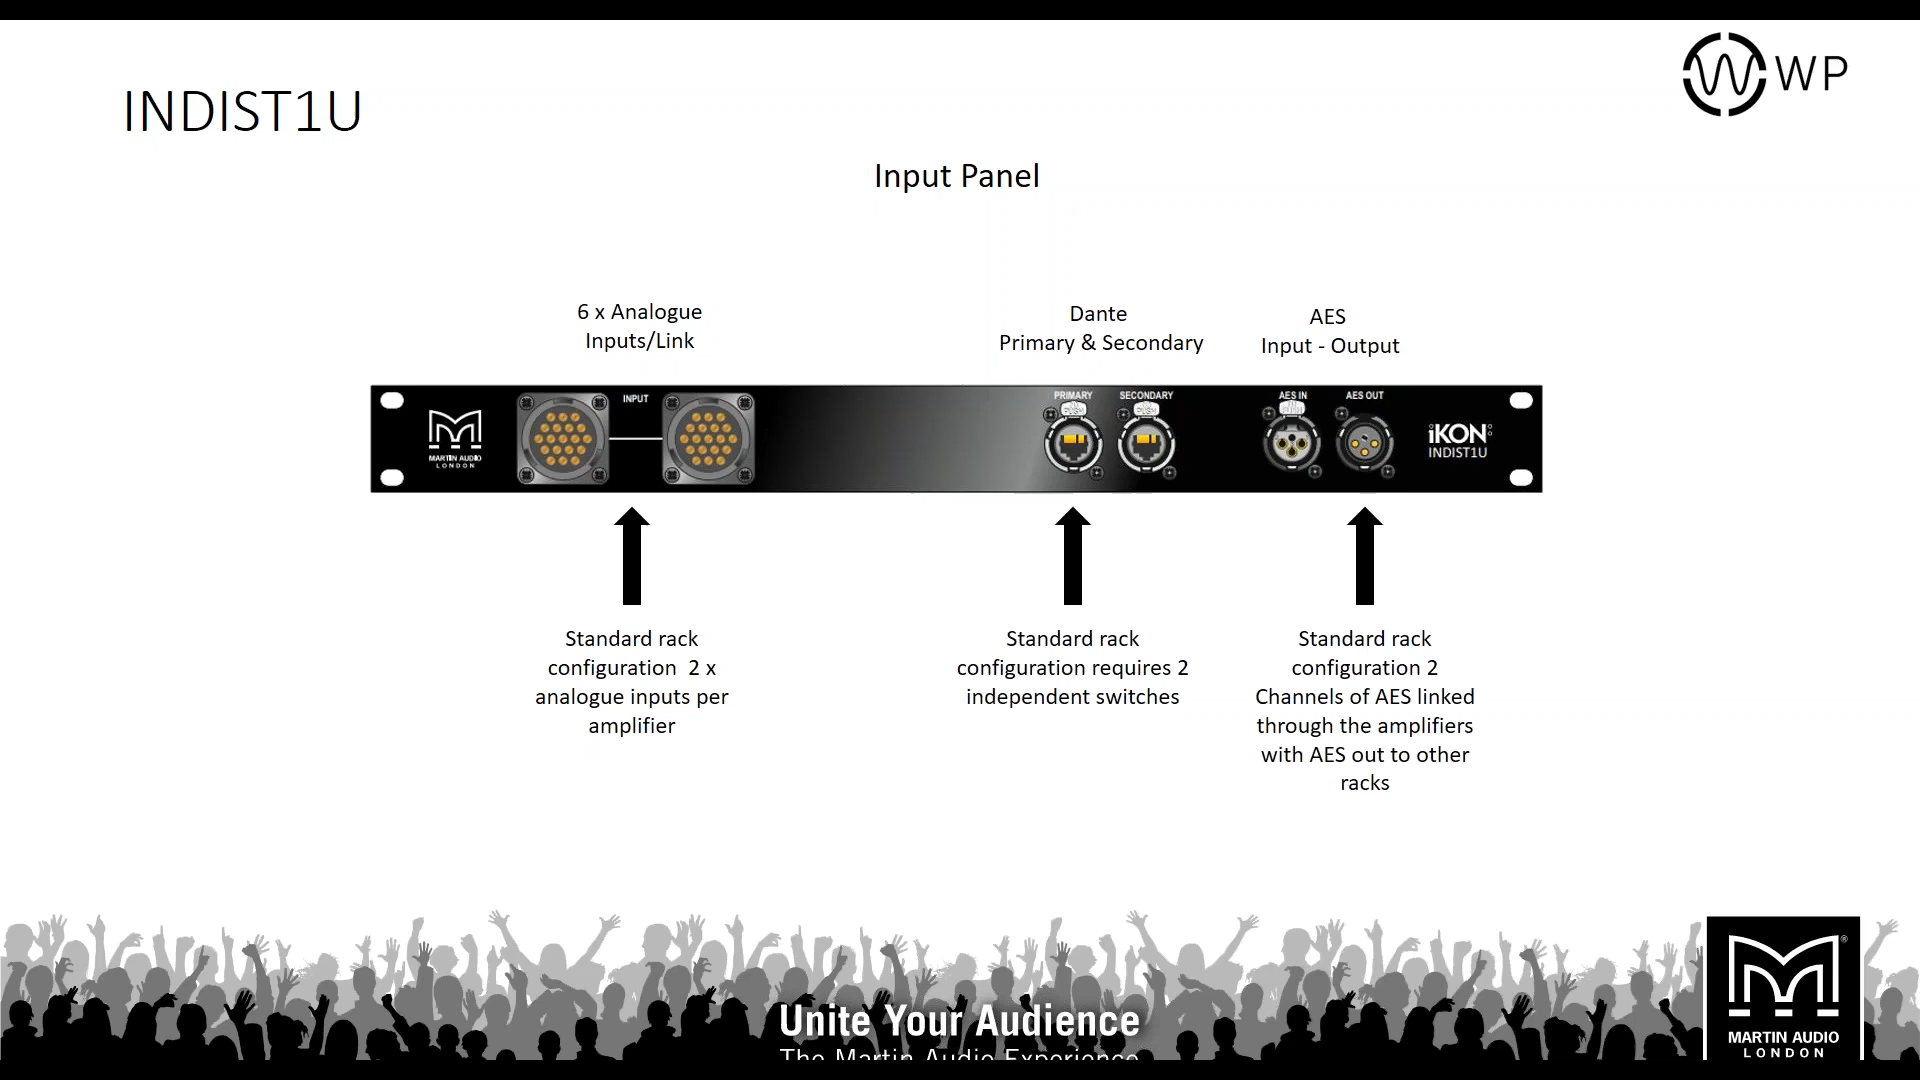 WP
INDIST1U
Input Panel
6 x Analogue
Inputs/Link
Dante
Primary & Secondary
AES
Input - Output
MARTIN AUDIO
LONDON
INPUT
PRIMARY
SECONDARY
AES IN
AES OUT
PUSH
PUSH
iKON
INDIST1U
Standard rack
configuration 2 x
analogue inputs per
amplifier
Standard rack
configuration requires 2
independent switches
Standard rack
configuration 2
Channels of AES linked
through the amplifiers
with AES out to other
racks
Unite Your Audience
The Martin Audio Experience
®
MARTIN AUDIO
LONDON